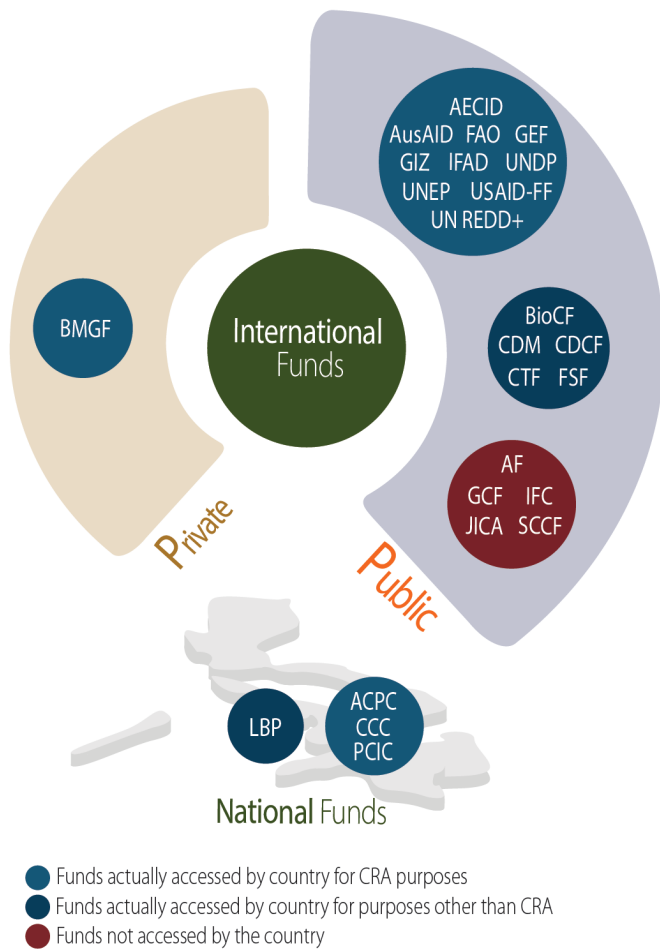 AECID
AusAID FAO GEF
GIZ IFAD UNDP
UNEP USAID-FF
UN REDD+
BMGF
International
Funds
BioCF
CDM CDCF
CTF FSF
AF
GCF IFC
JICA SCCF
Private
Public
LBP
ACPC
CCC
PCIC
National Funds
Funds actually accessed by country for CRA purposes
Funds actually accessed by country for purposes other than CRA
Funds not accessed by the country